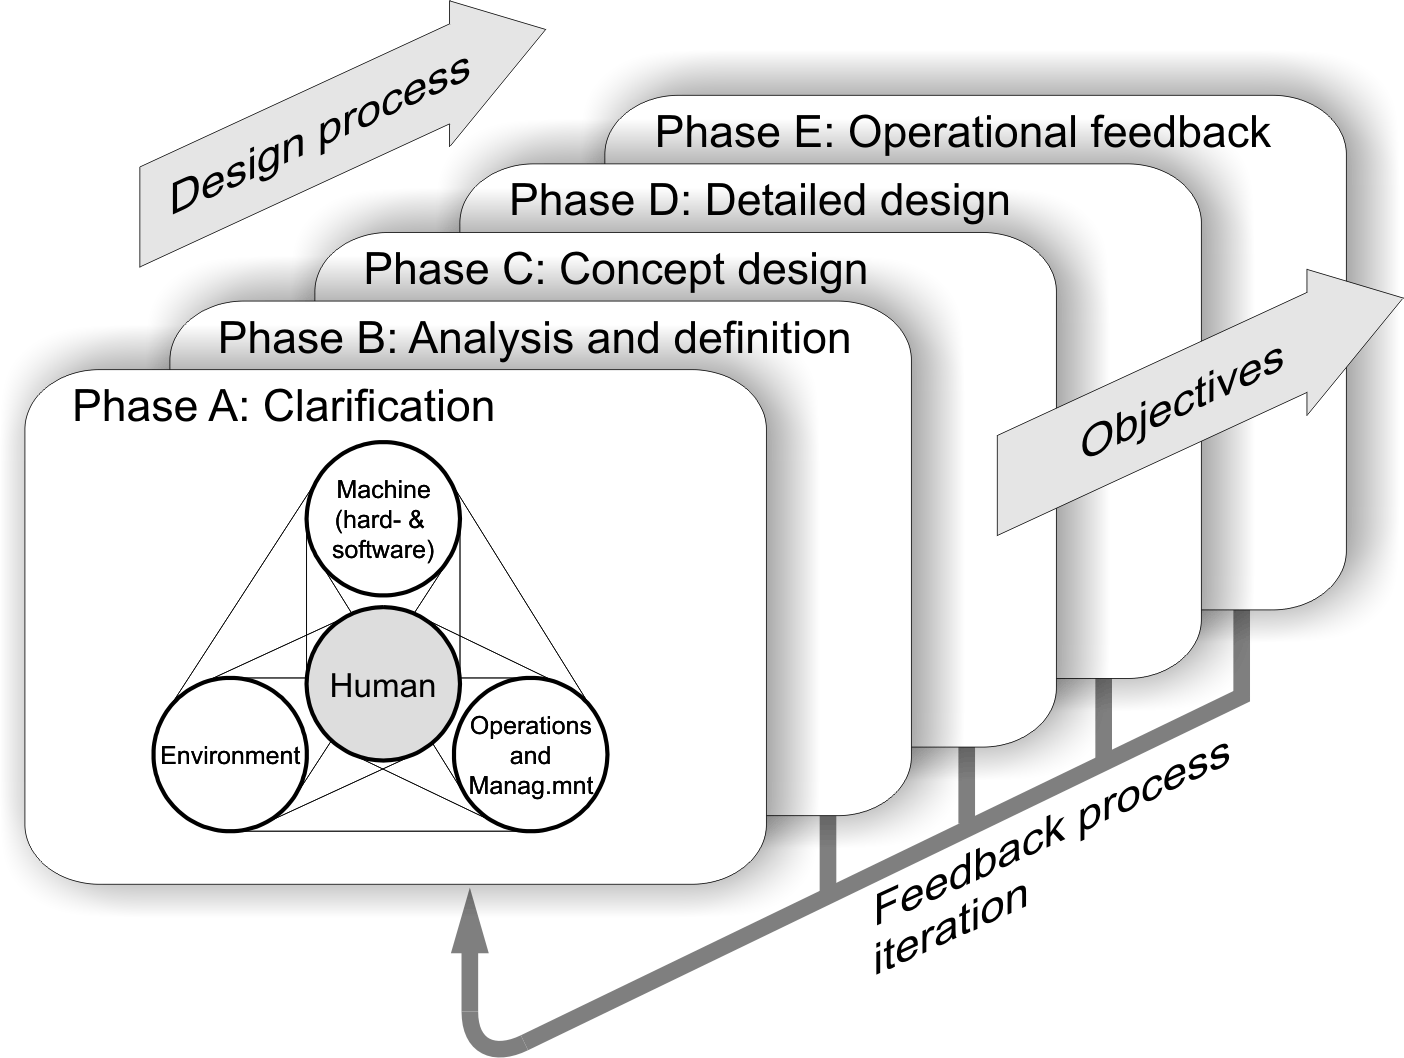 Design process
Phase E: Operational feedback
Phase D: Detailed design
Phase C: Concept design
Phase B: Analysis and definition
Phase A: Clarification
Objectives
Machine
(hard- &
software)
Human
Environment
Operations
and
Manag.mnt
Feedback process
iteration